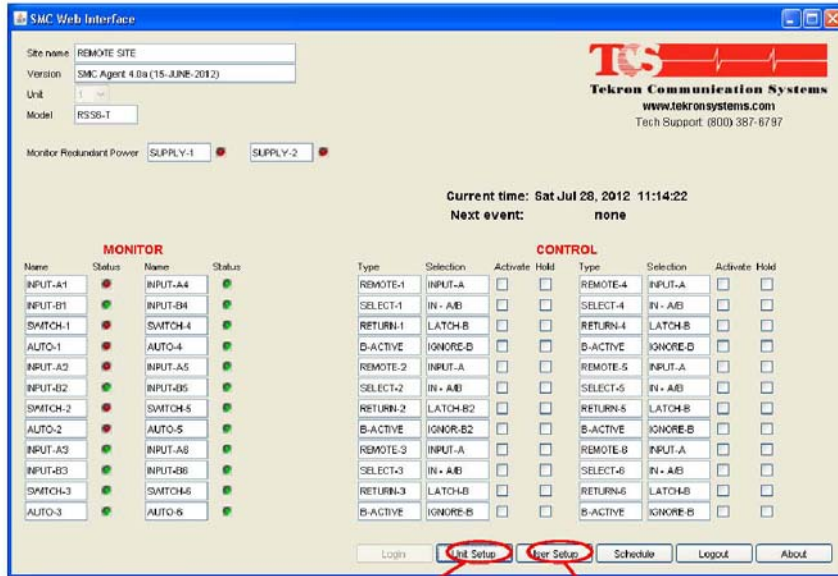 SMC Web Interface
Site name REMOTE SITE
Version SMC Agent 4.0a (15-JUNE-2012)
Unit 1
Model RSS6-T
TCS
Tekron Communication Systems
www.tekronsystems.com
Tech Support (800) 387-6797
Monitor Redundant Power SUPPLY-1 SUPPLY-2
Current time: Sat Jul 28, 2012 11:14:22
Next event: none
MONITOR CONTROL
Name Status Name Status Type Selection Activate Hold Type Selection Activate Hold
INPUT-A1 INPUT-A4 REMOTE-1 INPUT-A REMOTE-4 INPUT-A
INPUT-B1 INPUT-B4 SELECT-1 IN - A/B SELECT-4 IN - A/B
SWITCH-1 SWITCH-4 RETURN-1 LATCH-B RETURN-4 LATCH-B
AUTO-1 AUTO-4 B-ACTIVE IGNORE-B B-ACTIVE IGNORE-B
INPUT-A2 INPUT-A5 REMOTE-2 INPUT-A REMOTE-5 INPUT-A
INPUT-B2 INPUT-B5 SELECT-2 IN - A/B SELECT-5 IN - A/B
SWITCH-2 SWITCH-5 RETURN-2 LATCH-B2 RETURN-5 LATCH-B
AUTO-2 AUTO-5 B-ACTIVE IGNOR-B2 B-ACTIVE IGNORE-B
INPUT-A3 INPUT-A6 REMOTE-3 INPUT-A REMOTE-6 INPUT-A
INPUT-B3 INPUT-B6 SELECT-3 IN - A/B SELECT-6 IN - A/B
SWITCH-3 SWITCH-6 RETURN-3 LATCH-B RETURN-6 LATCH-B
AUTO-3 AUTO-6 B-ACTIVE IGNORE-B B-ACTIVE IGNORE-B
Login Unit Setup User Setup Schedule Logout About